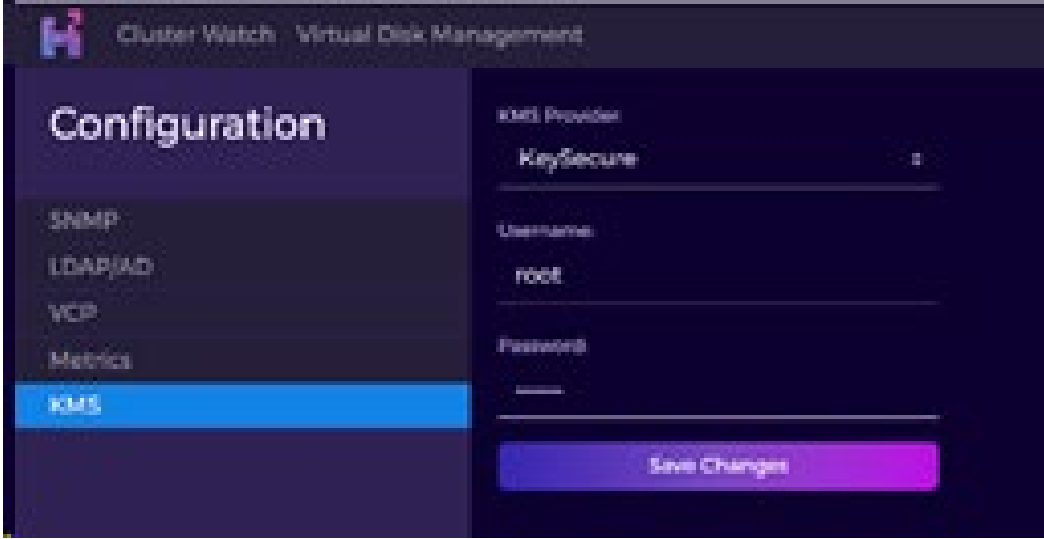 Cluster Watch Virtual Disk Management
Configuration
SNMP
LDAP/AD
VCP
Metrics
KMS
KMS Provider
KeySecure
Username
root
Password
Save Changes